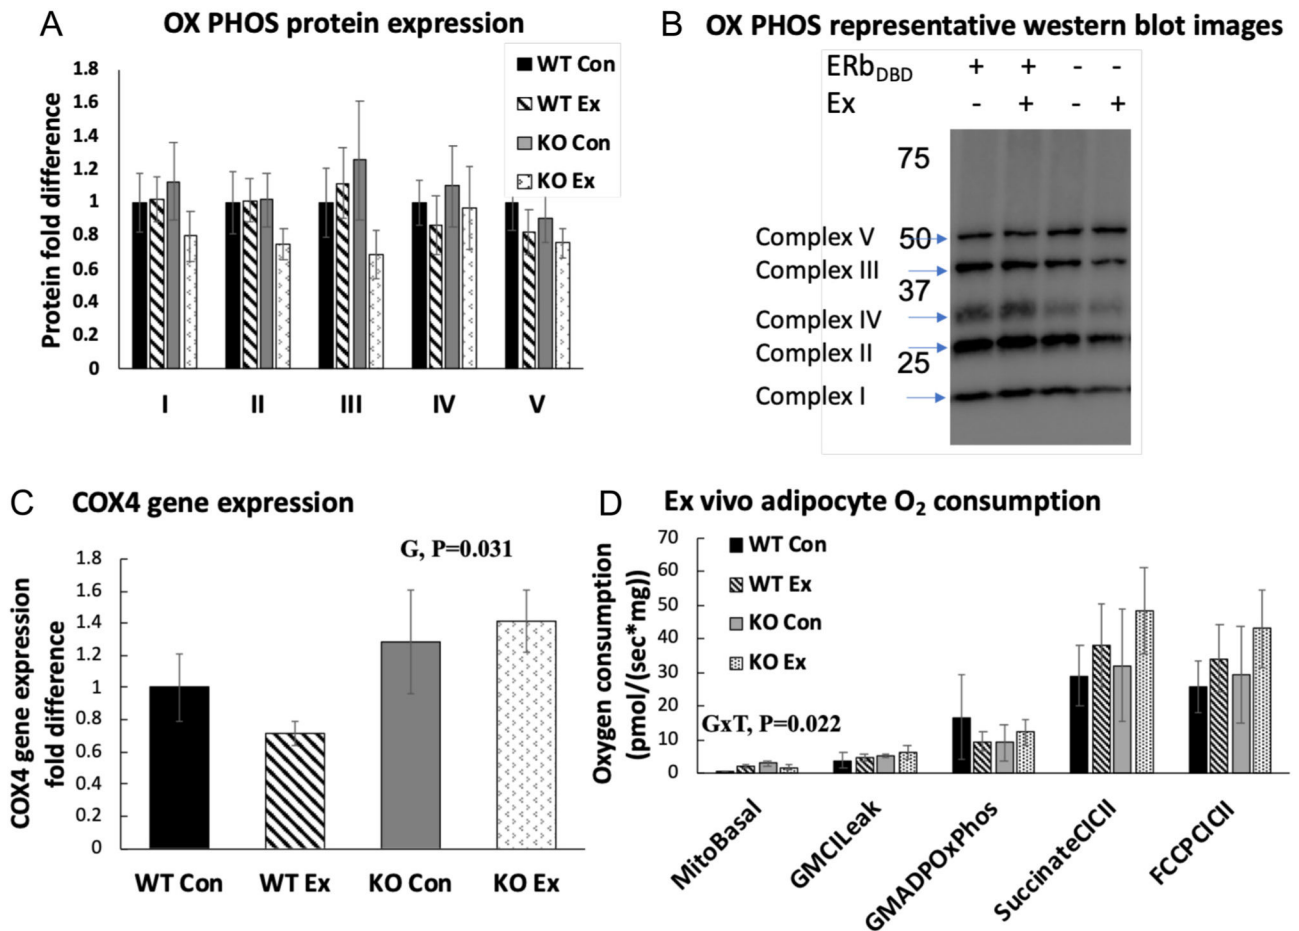 A
OX PHOS protein expression
Protein fold difference
1.8
1.6
1.4
1.2
1
0.8
0.6
0.4
0.2
0
WT Con
WT Ex
KO Con
KO Ex
I II III IV V
B
OX PHOS representative western blot images
ERb_DBD + + - -
Ex - + - +
75
Complex V 50
Complex III
37
Complex IV
Complex II
25
Complex I
C
COX4 gene expression
G, P=0.031
COX4 gene expression
fold difference
1.8
1.6
1.4
1.2
1
0.8
0.6
0.4
0.2
0
WT Con WT Ex KO Con KO Ex
D
Ex vivo adipocyte O₂ consumption
Oxygen consumption
(pmol/(sec*mg))
70
60
50
40
30
20
10
0
WT Con
WT Ex
KO Con
KO Ex
GxT, P=0.022
MitoBasal
GMCILeak
GMADPOxPhos
SuccinateCICII
FCCPCICII